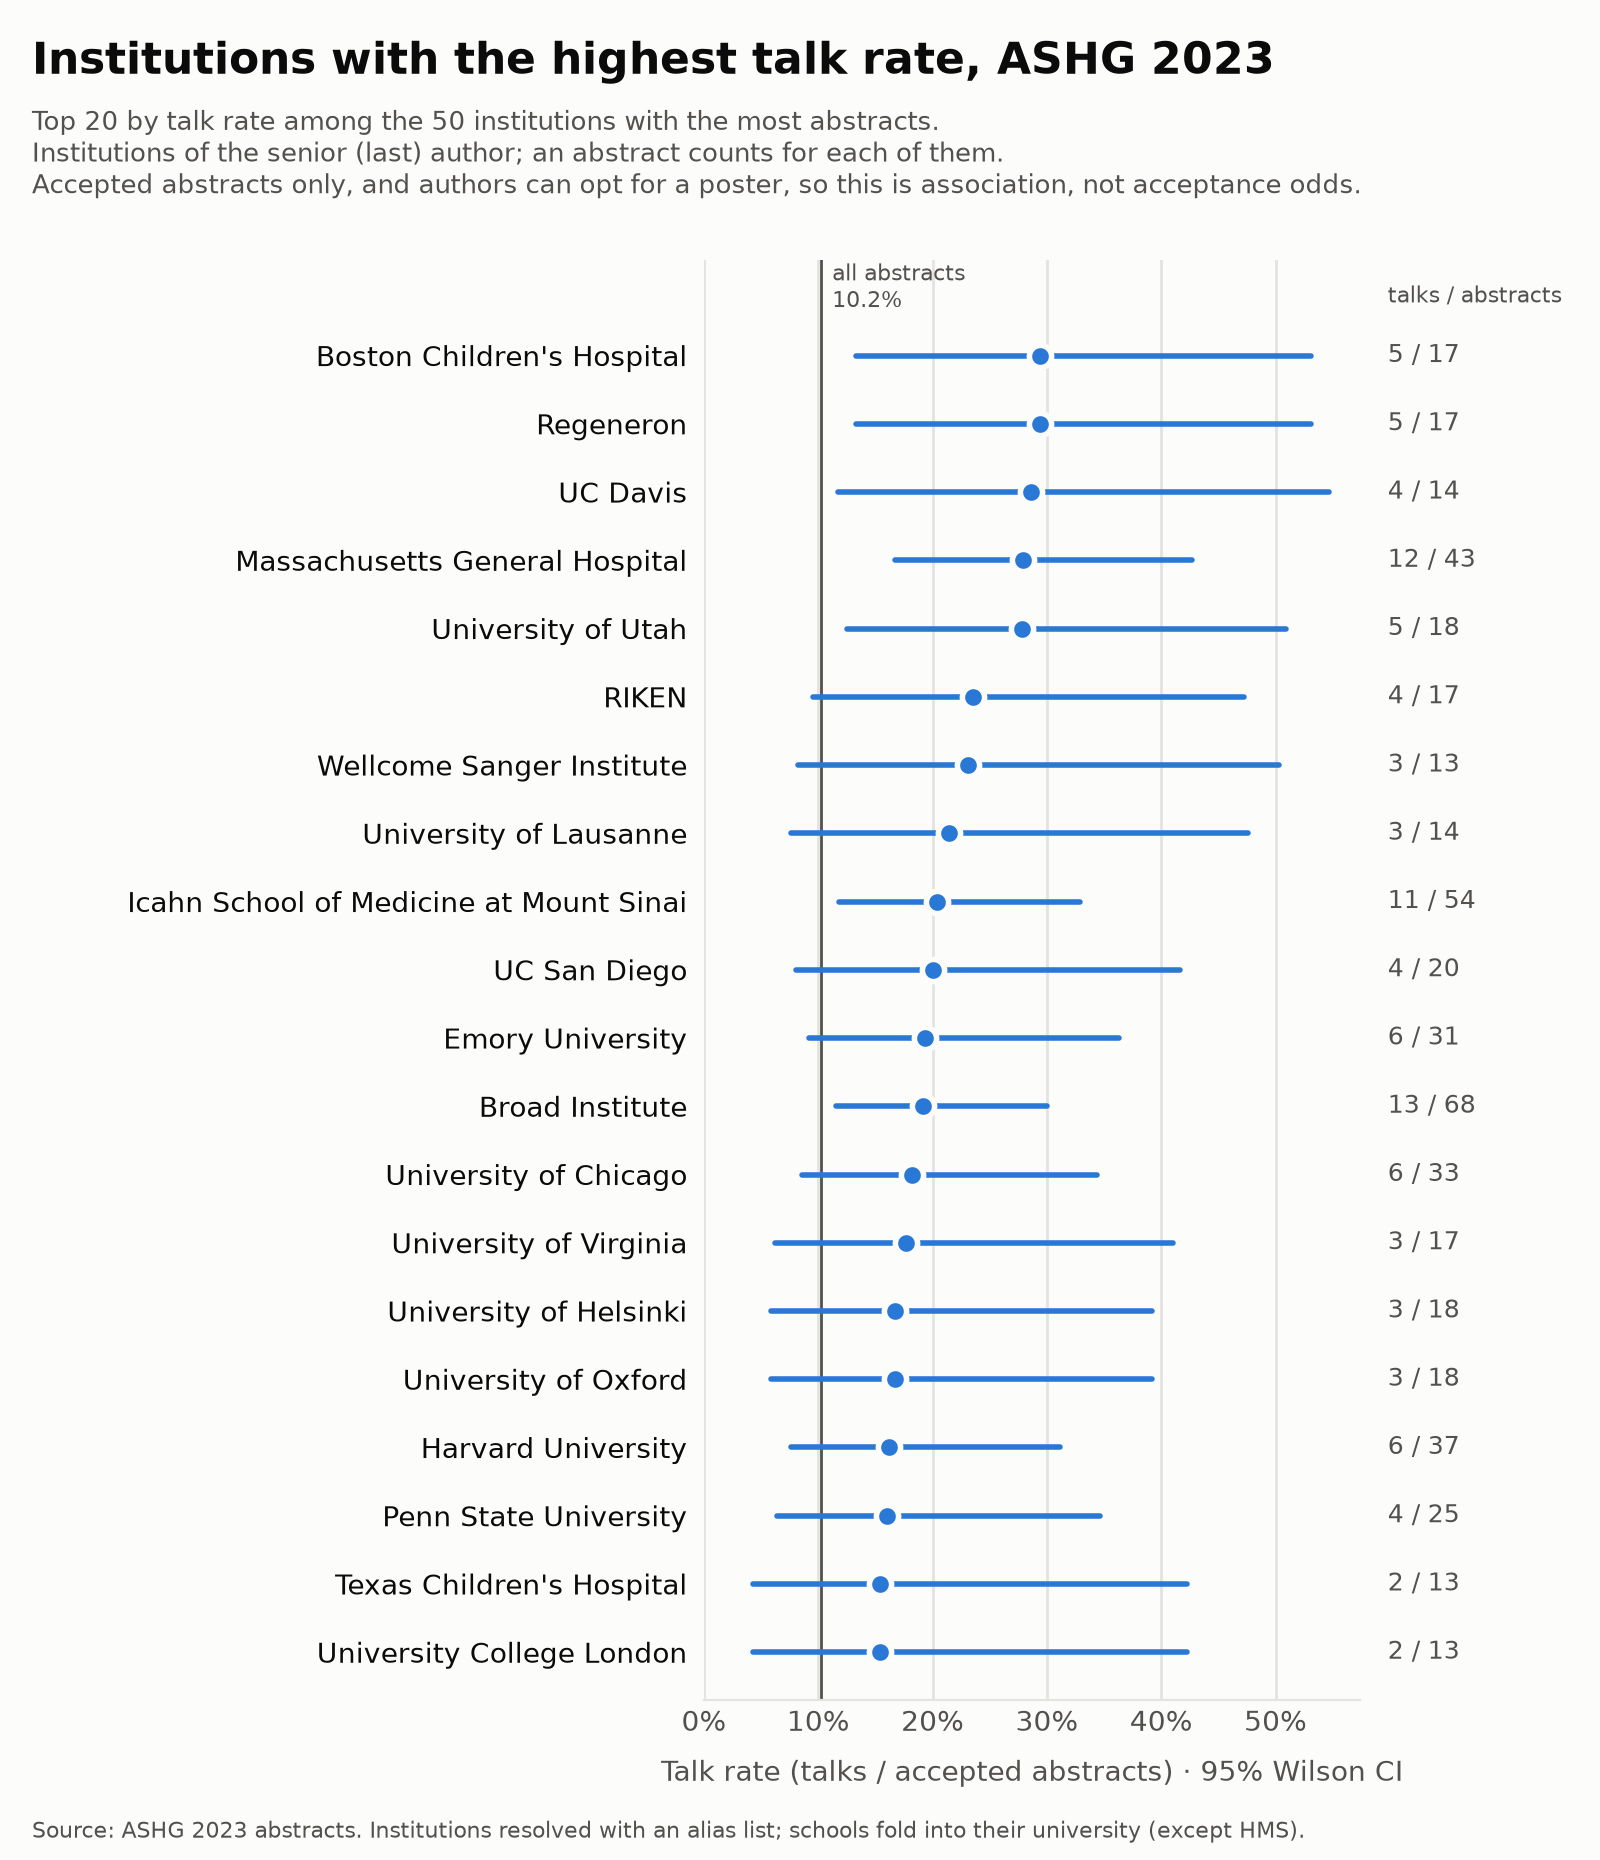 Institutions with the highest talk rate, ASHG 2023
Top 20 by talk rate among the 50 institutions with the most abstracts.
Institutions of the senior (last) author; an abstract counts for each of them.
Accepted abstracts only, and authors can opt for a poster, so this is association, not acceptance odds.
all abstracts
10.2%
talks / abstracts
Boston Children's Hospital 5 / 17
Regeneron 5 / 17
UC Davis 4 / 14
Massachusetts General Hospital 12 / 43
University of Utah 5 / 18
RIKEN 4 / 17
Wellcome Sanger Institute 3 / 13
University of Lausanne 3 / 14
Icahn School of Medicine at Mount Sinai 11 / 54
UC San Diego 4 / 20
Emory University 6 / 31
Broad Institute 13 / 68
University of Chicago 6 / 33
University of Virginia 3 / 17
University of Helsinki 3 / 18
University of Oxford 3 / 18
Harvard University 6 / 37
Penn State University 4 / 25
Texas Children's Hospital 2 / 13
University College London 2 / 13
0% 10% 20% 30% 40% 50%
Talk rate (talks / accepted abstracts) · 95% Wilson CI
Source: ASHG 2023 abstracts. Institutions resolved with an alias list; schools fold into their university (except HMS).